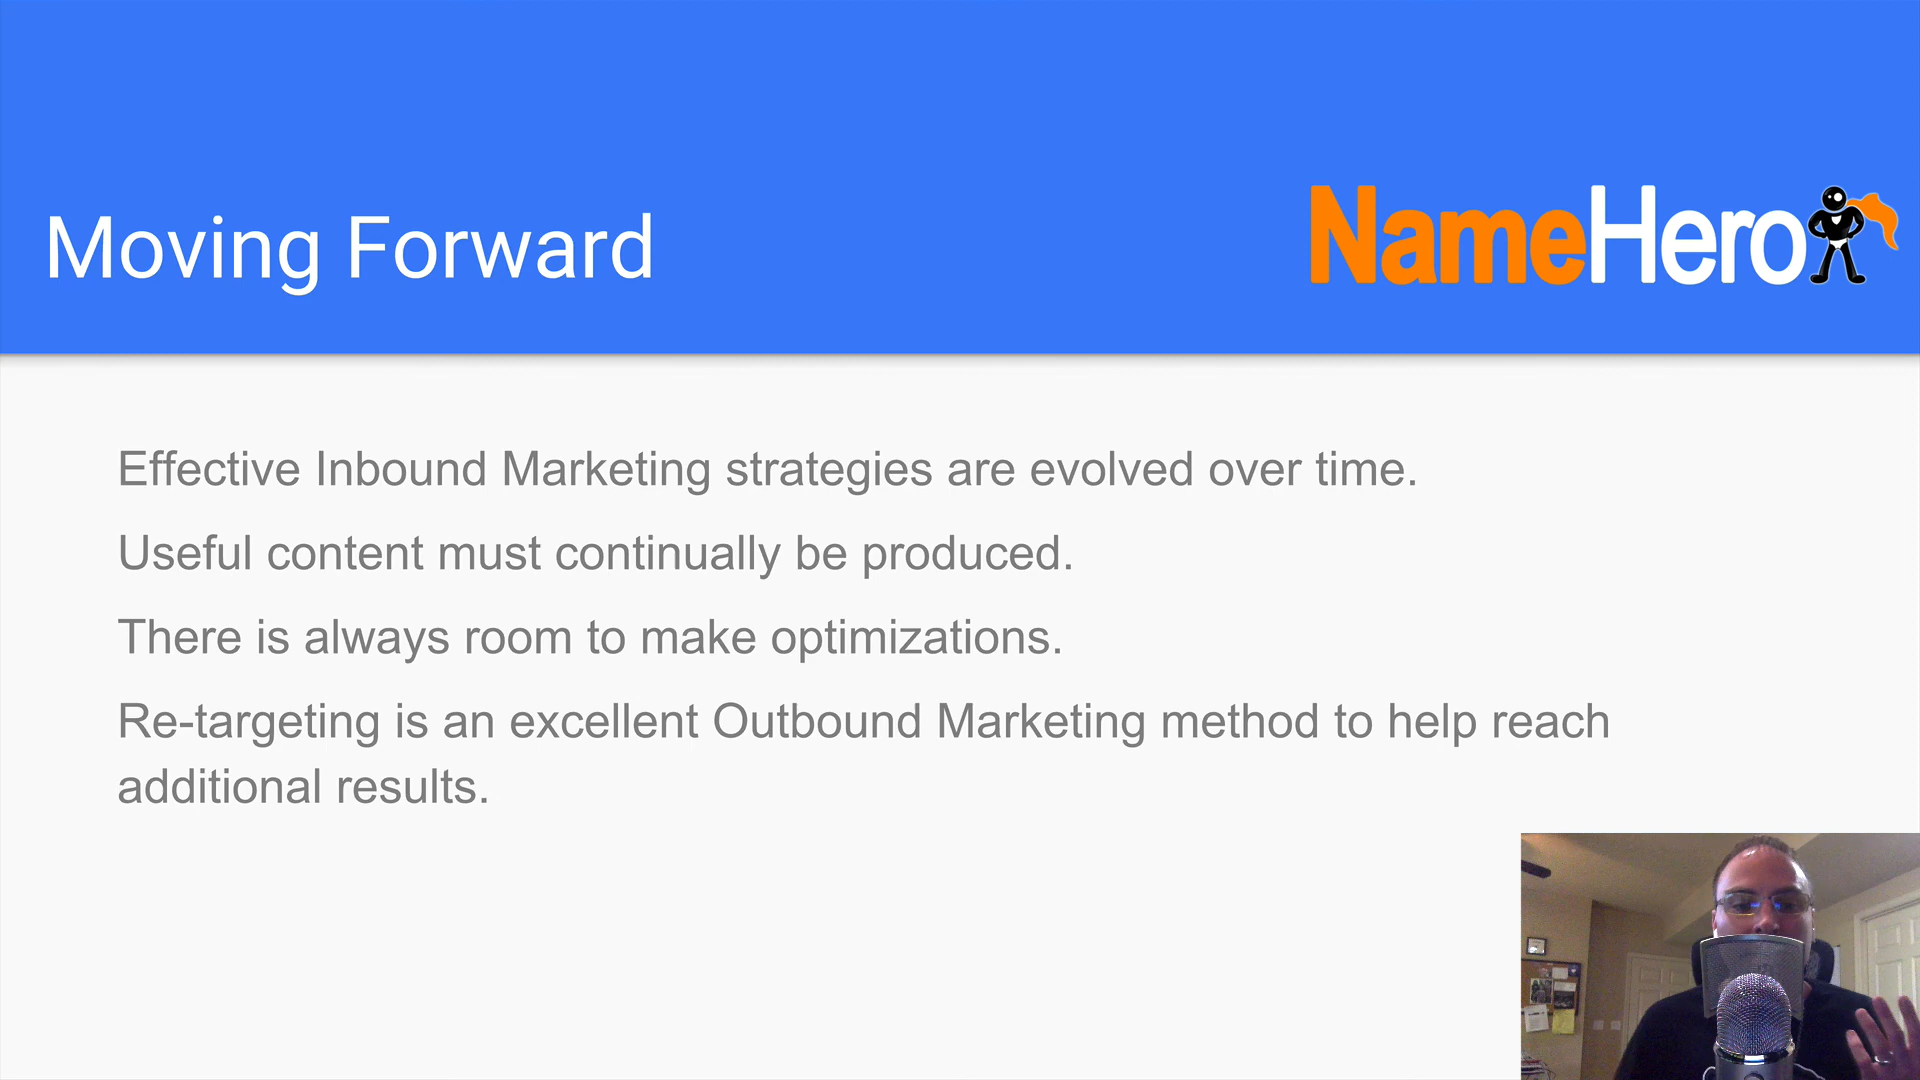 Moving Forward
NameHero
Effective Inbound Marketing strategies are evolved over time.
Useful content must continually be produced.
There is always room to make optimizations.
Re-targeting is an excellent Outbound Marketing method to help reach
additional results.